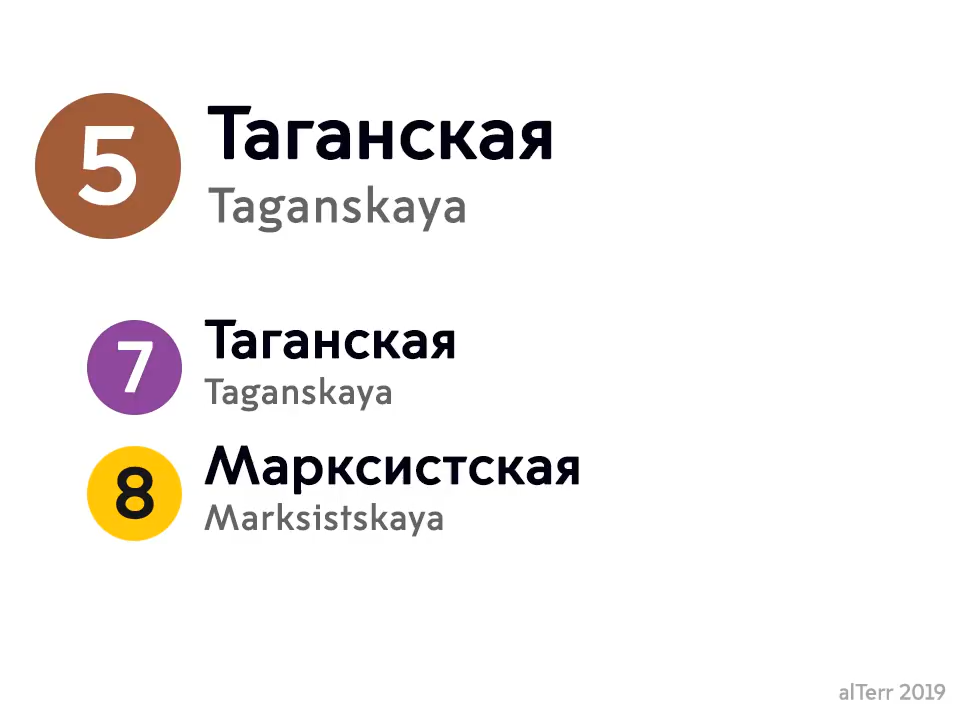 5 Таганская
Taganskaya
7 Таганская
Taganskaya
8 Марксистская
Marksistskaya
alTerr 2019